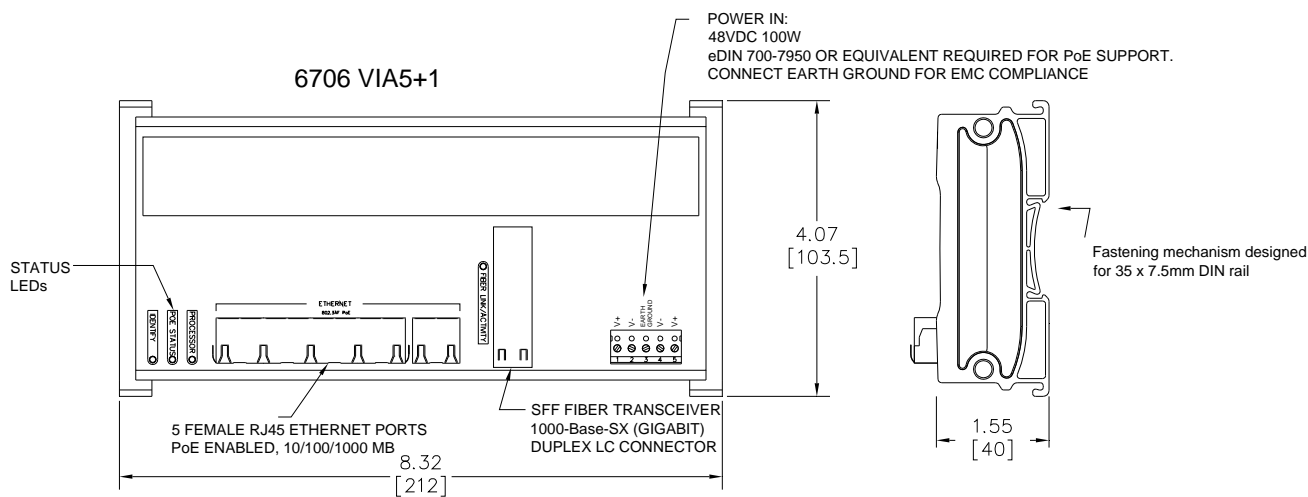 POWER IN:
48VDC 100W
eDIN 700-7950 OR EQUIVALENT REQUIRED FOR PoE SUPPORT.
CONNECT EARTH GROUND FOR EMC COMPLIANCE
6706 VIA5+1
4.07
[103.5]
Fastening mechanism designed
for 35 x 7.5mm DIN rail
STATUS
LEDs
IDENTIFY
POE STATUS
PROCESSOR
ETHERNET
802.3AF PoE
FIBER LINK/ACTIVITY
V+
V-
EARTH
GROUND
V-
V+
1 2 3 4 5
5 FEMALE RJ45 ETHERNET PORTS
PoE ENABLED, 10/100/1000 MB
SFF FIBER TRANSCEIVER
1000-Base-SX (GIGABIT)
DUPLEX LC CONNECTOR
8.32
[212]
1.55
[40]